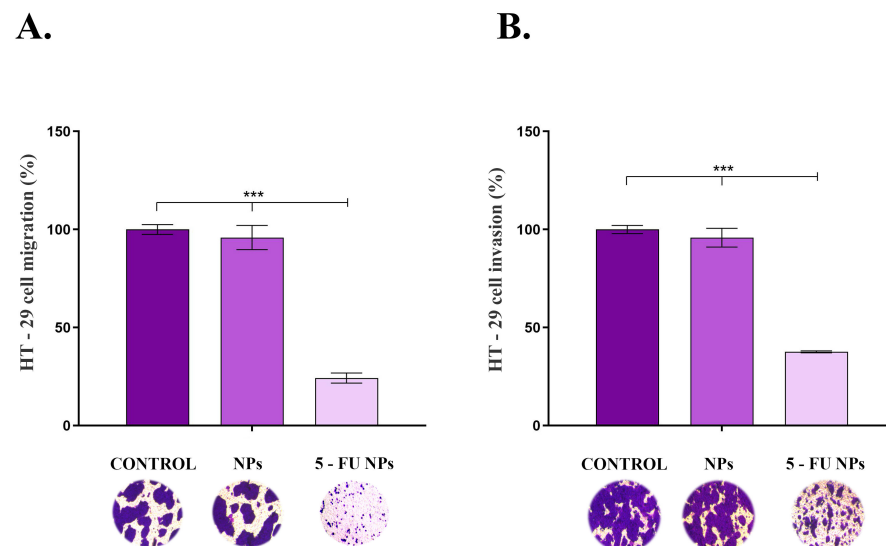 A.
HT - 29 cell migration (%)
150
100
50
0
***
CONTROL NPs 5 - FU NPs
B.
HT - 29 cell invasion (%)
150
100
50
0
***
CONTROL NPs 5 - FU NPs